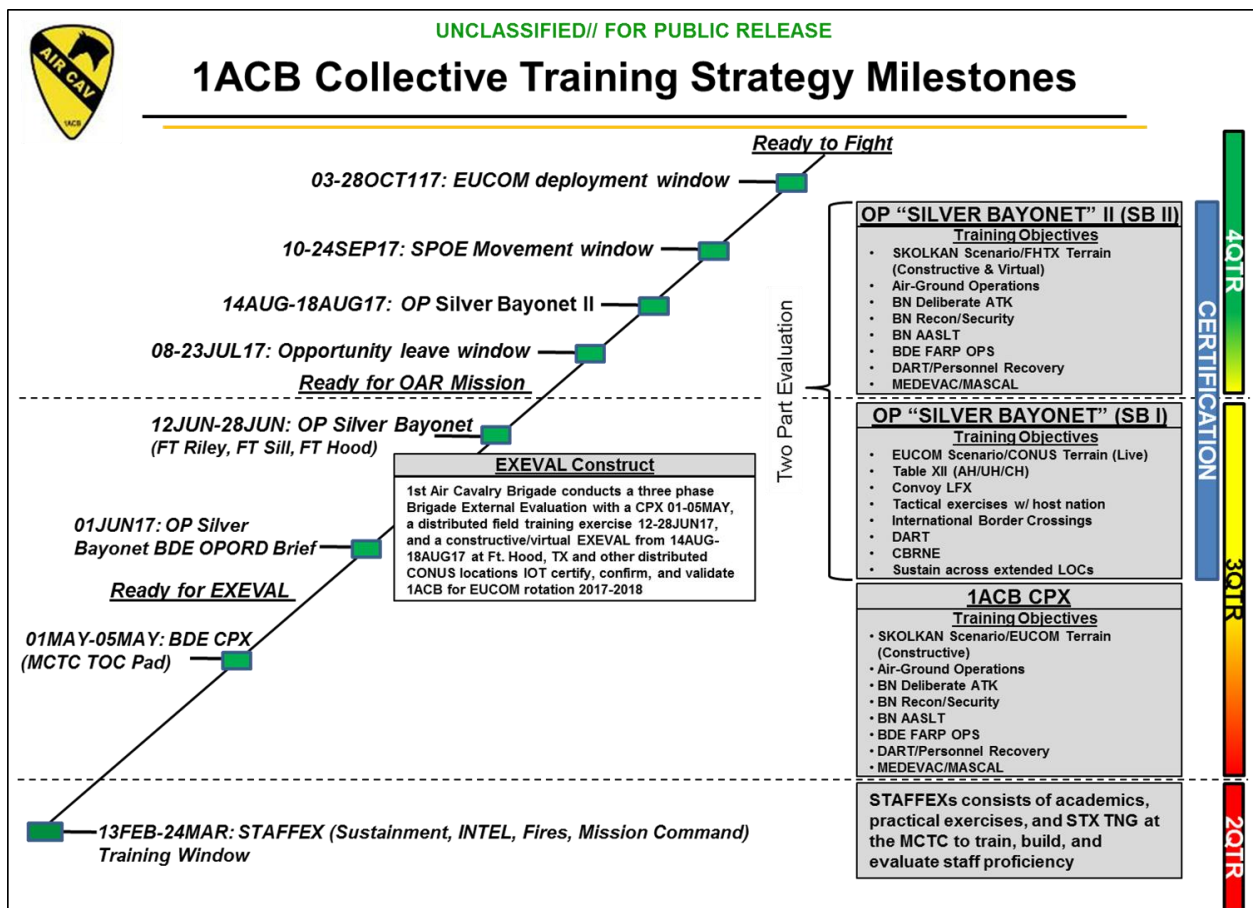 UNCLASSIFIED// FOR PUBLIC RELEASE
AIR CAV
1ACB
1ACB Collective Training Strategy Milestones
Ready to Fight
03-28OCT117: EUCOM deployment window
10-24SEP17: SPOE Movement window
14AUG-18AUG17: OP Silver Bayonet II
08-23JUL17: Opportunity leave window
Ready for OAR Mission
12JUN-28JUN: OP Silver Bayonet
(FT Riley, FT Sill, FT Hood)
EXEVAL Construct
1st Air Cavalry Brigade conducts a three phase
Brigade External Evaluation with a CPX 01-05MAY,
a distributed field training exercise 12-28JUN17,
and a constructive/virtual EXEVAL from 14AUG-
18AUG17 at Ft. Hood, TX and other distributed
CONUS locations IOT certify, confirm, and validate
1ACB for EUCOM rotation 2017-2018
01JUN17: OP Silver
Bayonet BDE OPORD Brief
Ready for EXEVAL
01MAY-05MAY: BDE CPX
(MCTC TOC Pad)
13FEB-24MAR: STAFFEX (Sustainment, INTEL, Fires, Mission Command)
Training Window
Two Part Evaluation
OP “SILVER BAYONET” II (SB II)
Training Objectives
• SKOLKAN Scenario/FHTX Terrain
(Constructive & Virtual)
• Air-Ground Operations
• BN Deliberate ATK
• BN Recon/Security
• BN AASLT
• BDE FARP OPS
• DART/Personnel Recovery
• MEDEVAC/MASCAL
OP “SILVER BAYONET” (SB I)
Training Objectives
• EUCOM Scenario/CONUS Terrain (Live)
• Table XII (AH/UH/CH)
• Convoy LFX
• Tactical exercises w/ host nation
• International Border Crossings
• DART
• CBRNE
• Sustain across extended LOCs
1ACB CPX
Training Objectives
• SKOLKAN Scenario/EUCOM Terrain
(Constructive)
• Air-Ground Operations
• BN Deliberate ATK
• BN Recon/Security
• BN AASLT
• BDE FARP OPS
• DART/Personnel Recovery
• MEDEVAC/MASCAL
STAFFEXs consists of academics,
practical exercises, and STX TNG at
the MCTC to train, build, and
evaluate staff proficiency
CERTIFICATION
4QTR
3QTR
2QTR